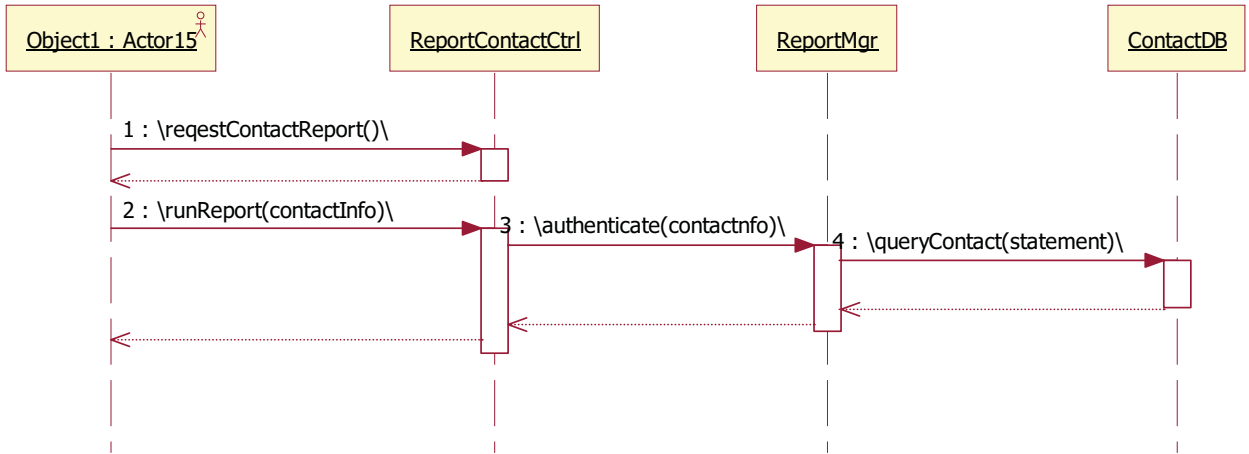 Object1 : Actor15
ReportContactCtrl
ReportMgr
ContactDB
1 : \reqestContactReport()\
2 : \runReport(contactInfo)\
3 : \authenticate(contactnfo)\
4 : \queryContact(statement)\